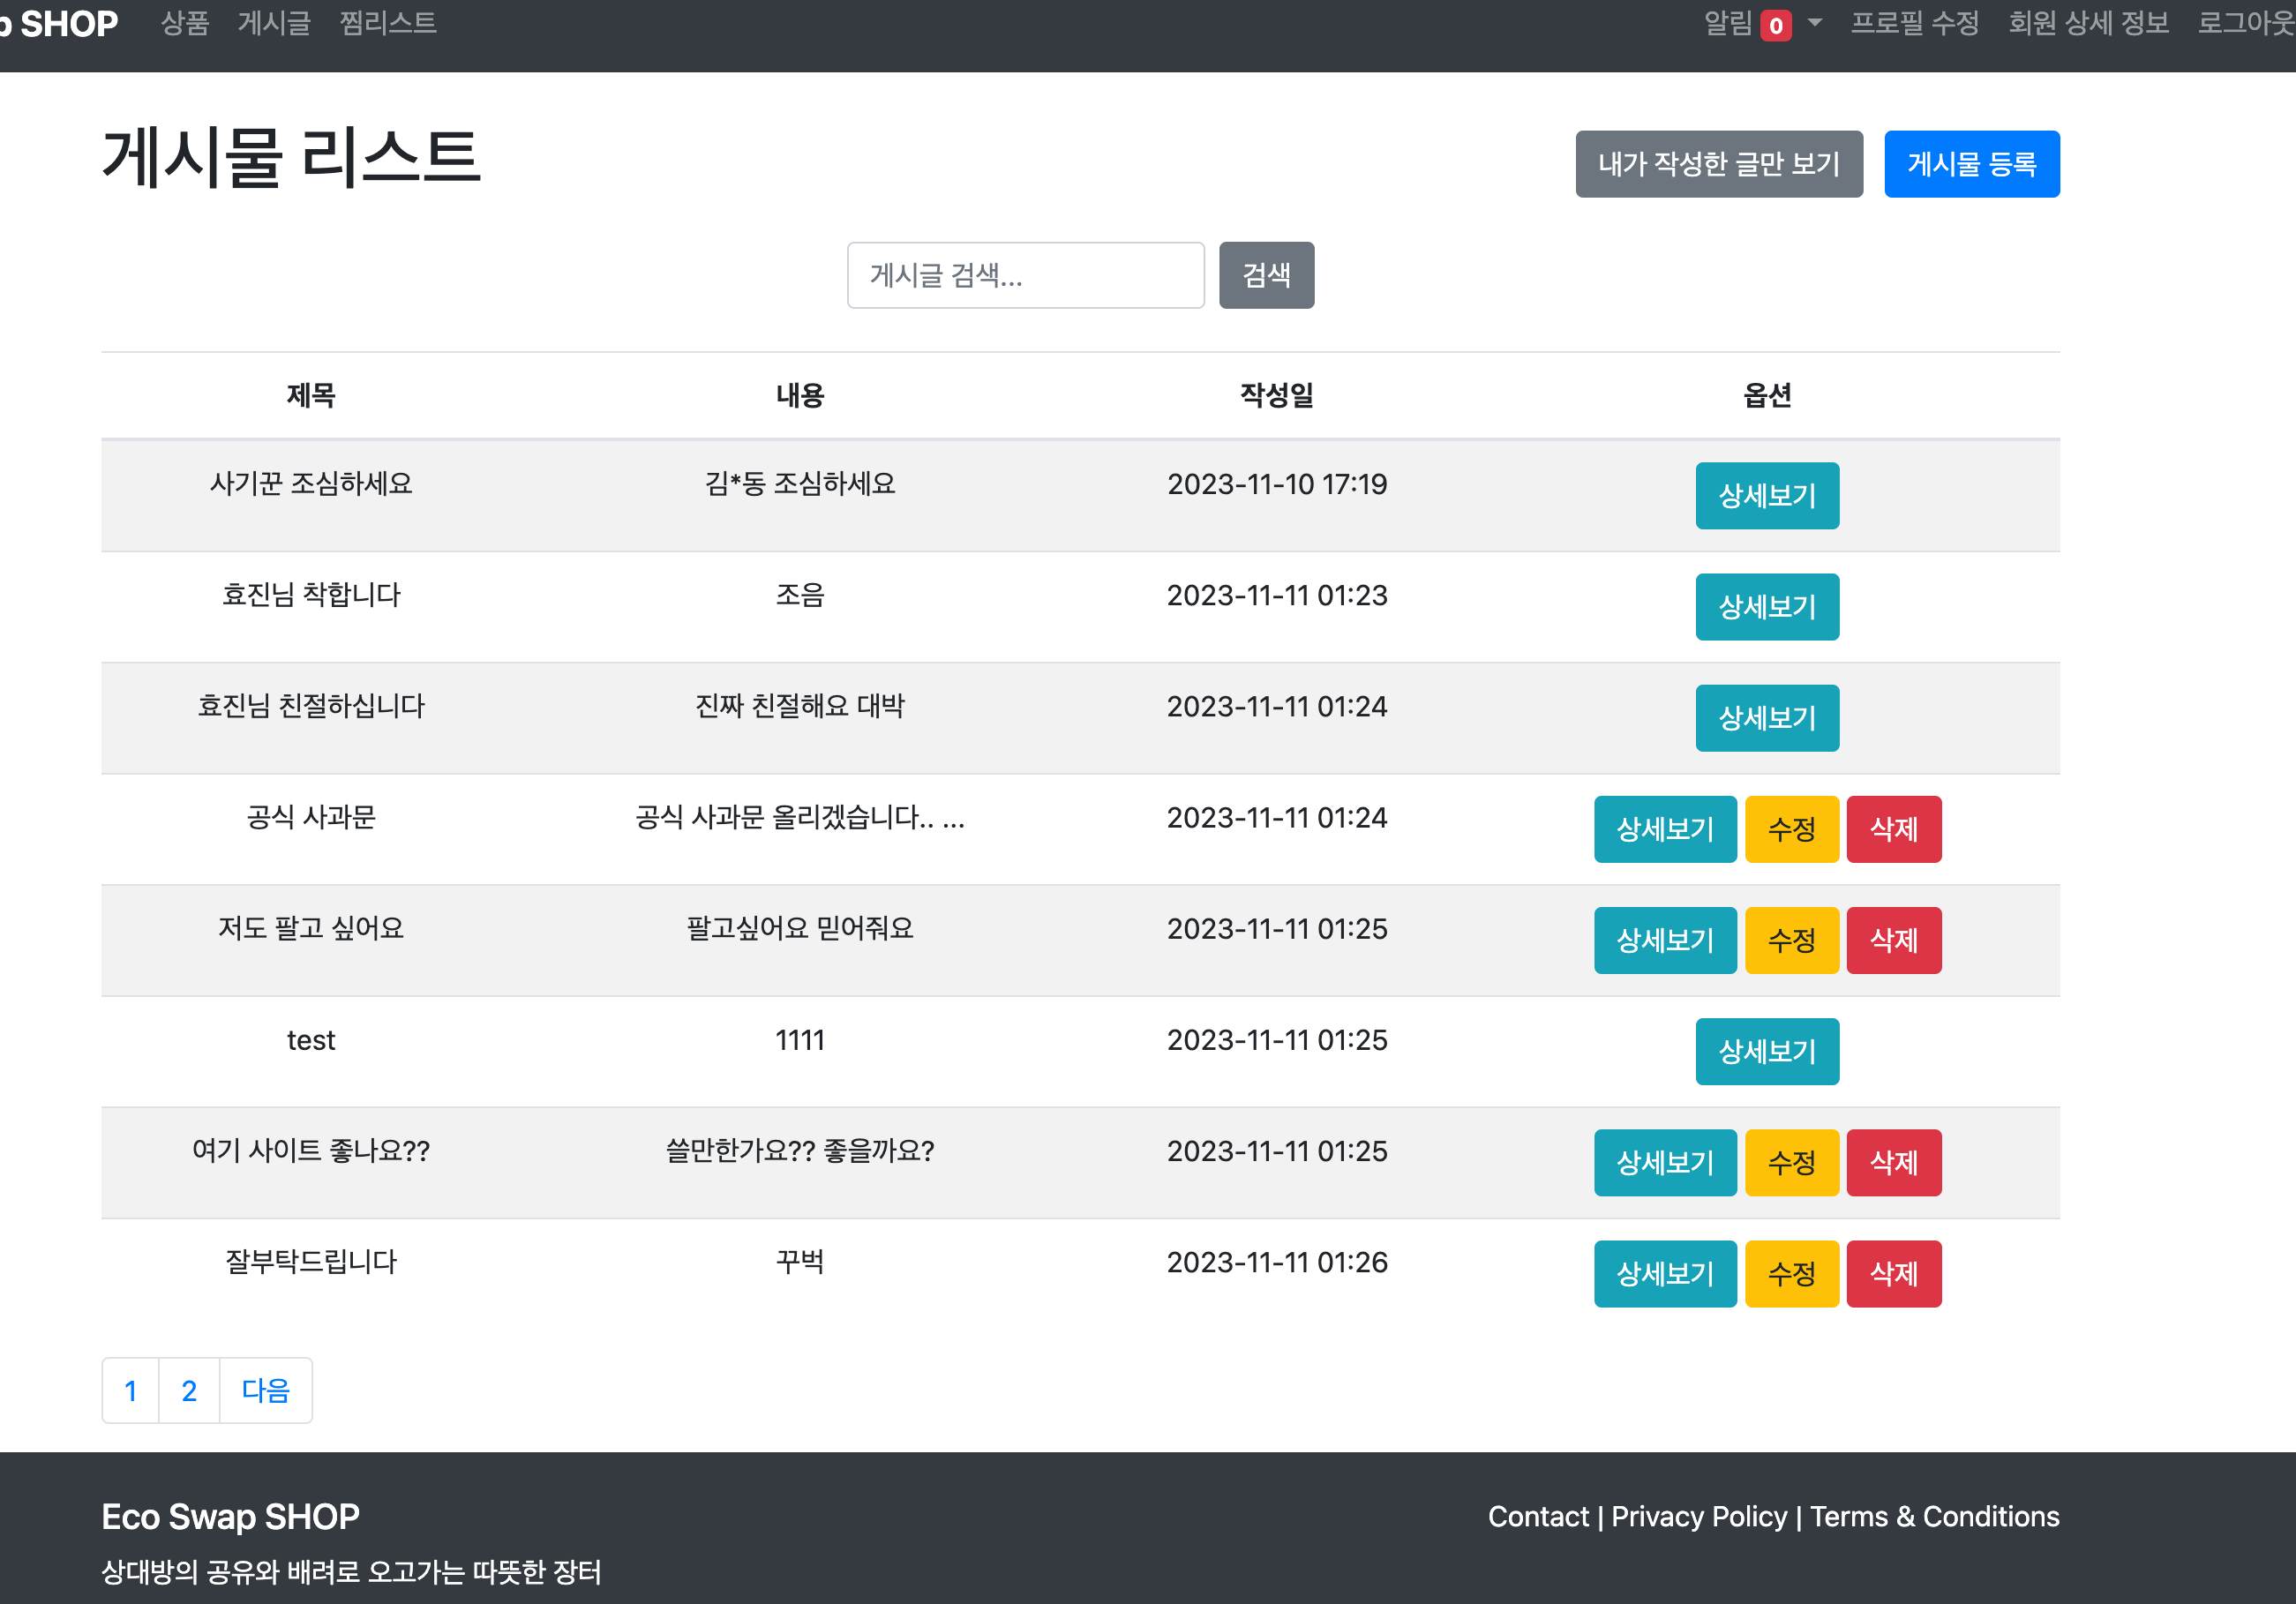 p SHOP 상품 게시글 찜리스트 알림 0 프로필 수정 회원 상세 정보 로그아웃
게시물 리스트 내가 작성한 글만 보기 게시물 등록
게시글 검색... 검색
제목 내용 작성일 옵션
사기꾼 조심하세요 김*동 조심하세요 2023-11-10 17:19 상세보기
효진님 착합니다 조음 2023-11-11 01:23 상세보기
효진님 친절하십니다 진짜 친절해요 대박 2023-11-11 01:24 상세보기
공식 사과문 공식 사과문 올리겠습니다.. ... 2023-11-11 01:24 상세보기 수정 삭제
저도 팔고 싶어요 팔고싶어요 믿어줘요 2023-11-11 01:25 상세보기 수정 삭제
test 1111 2023-11-11 01:25 상세보기
여기 사이트 좋나요?? 쓸만한가요?? 좋을까요? 2023-11-11 01:25 상세보기 수정 삭제
잘부탁드립니다 꾸벅 2023-11-11 01:26 상세보기 수정 삭제
1 2 다음
Eco Swap SHOP Contact | Privacy Policy | Terms & Conditions
상대방의 공유와 배려로 오고가는 따뜻한 장터